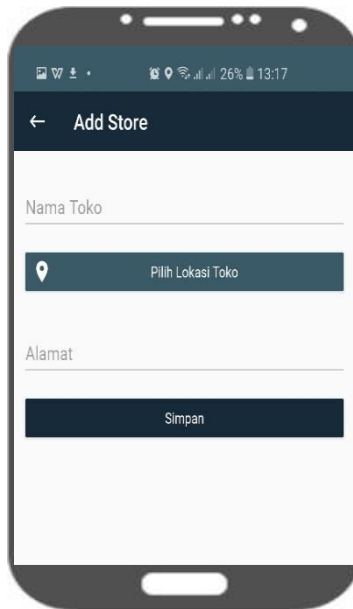 26% 13:17
Add Store
Nama Toko
Pilih Lokasi Toko
Alamat
Simpan